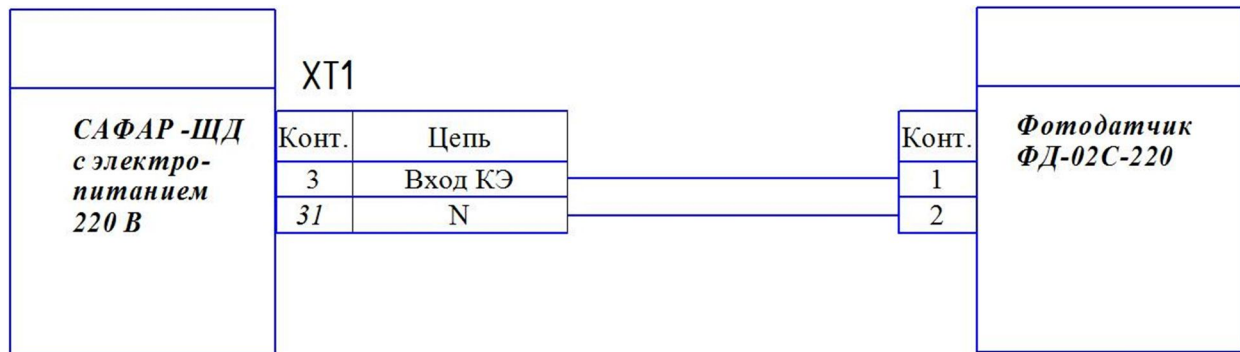 XT1
САФАР -ЩД
с электро-
питанием
220 В
Конт. Цепь
3 Вход КЭ
31 N
Конт.
1
2
Фотодатчик
ФД-02С-220